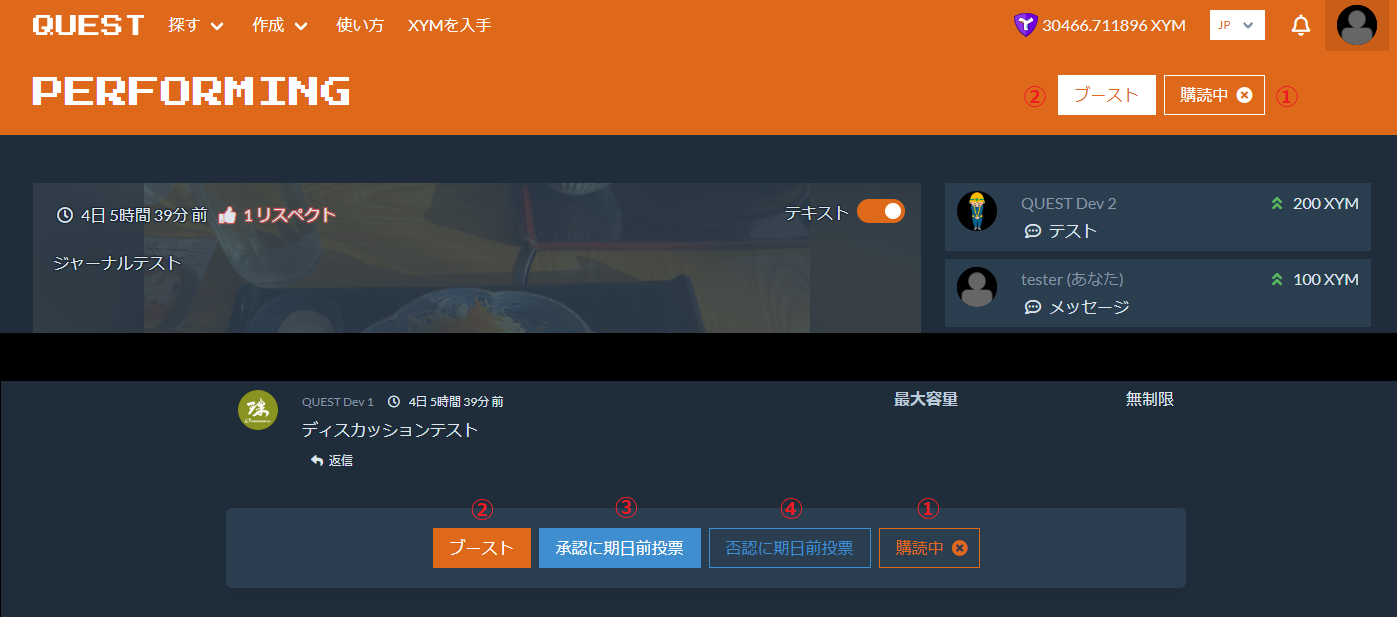 QUEST 探す 作成 使い方 XYMを入手 30466.711896 XYM JP
PERFORMING ② ブースト 購読中 ①
4日 5時間 39分 前 1 リスペクト テキスト
ジャーナルテスト
QUEST Dev 2 200 XYM
テスト
tester (あなた) 100 XYM
メッセージ
QUEST Dev 1 4日 5時間 39分 前
ディスカッションテスト
返信
最大容量 無制限
② ③ ④ ①
ブースト 承認に期日前投票 否認に期日前投票 購読中